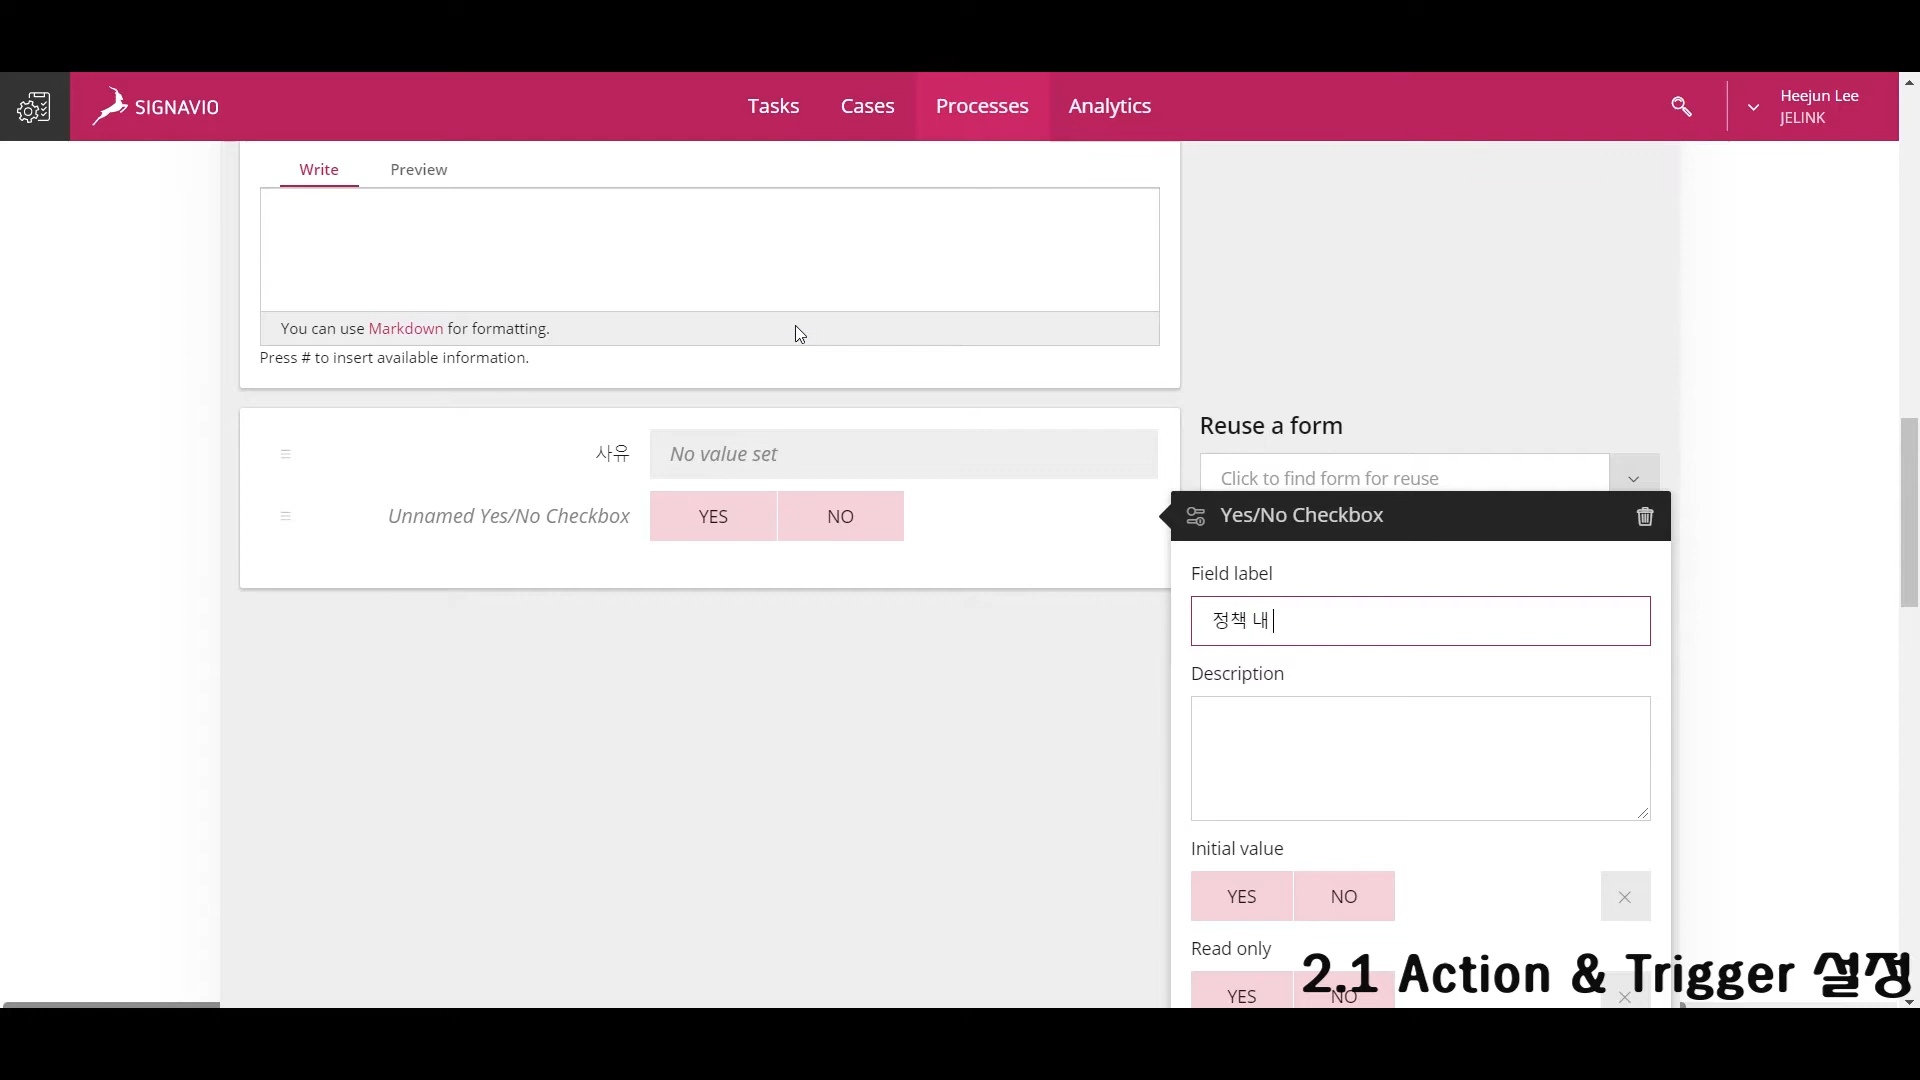 SIGNAVIO
Tasks
Cases
Processes
Analytics
Heejun Lee
JELINK
Write
Preview
You can use Markdown for formatting.
Press # to insert available information.
사유
No value set
Unnamed Yes/No Checkbox
YES
NO
Reuse a form
Click to find form for reuse
Yes/No Checkbox
Field label
정책 내
Description
Initial value
YES
NO
Read only
YES
NO
2.1 Action & Trigger 설정